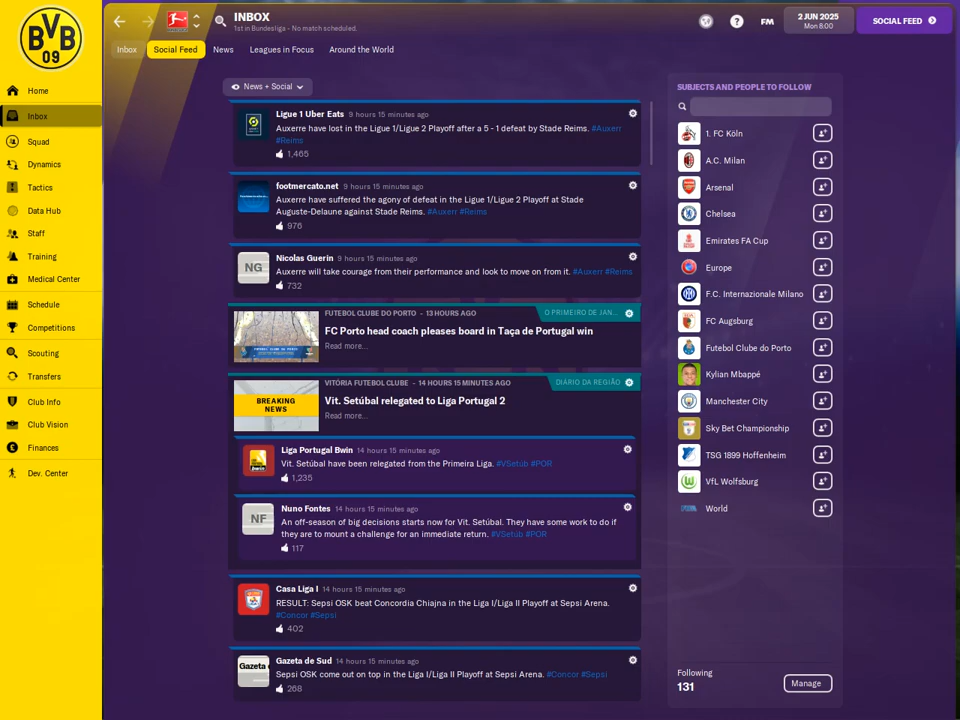 BVB
09
INBOX
1st in Bundesliga - No match scheduled.
?
FM
2 JUN 2025
Mon 8:00
SOCIAL FEED
Inbox
Social Feed
News
Leagues in Focus
Around the World
Home
Inbox
Squad
Dynamics
Tactics
Data Hub
Staff
Training
Medical Center
Schedule
Competitions
Scouting
Transfers
Club Info
Club Vision
Finances
Dev. Center
News + Social
Ligue 1 Uber Eats 9 hours 15 minutes ago
Auxerre have lost in the Ligue 1/Ligue 2 Playoff after a 5 - 1 defeat by Stade Reims. #Auxerr
#Reims
1,465
footmercato.net 9 hours 15 minutes ago
Auxerre have suffered the agony of defeat in the Ligue 1/Ligue 2 Playoff at Stade
Auguste-Delaune against Stade Reims. #Auxerr #Reims
976
NG
Nicolas Guerin 9 hours 15 minutes ago
Auxerre will take courage from their performance and look to move on from it. #Auxerr #Reims
732
FUTEBOL CLUBE DO PORTO - 13 HOURS AGO
O PRIMEIRO DE JAN...
FC Porto head coach pleases board in Taça de Portugal win
Read more...
VITÓRIA FUTEBOL CLUBE - 14 HOURS 15 MINUTES AGO
DIÁRIO DA REGIÃO
BREAKING
NEWS
Vit. Setúbal relegated to Liga Portugal 2
Read more...
Liga Portugal Bwin 14 hours 15 minutes ago
Vit. Setúbal have been relegated from the Primeira Liga. #VSetúb #POR
1,235
NF
Nuno Fontes 14 hours 15 minutes ago
An off-season of big decisions starts now for Vit. Setúbal. They have some work to do if
they are to mount a challenge for an immediate return. #VSetúb #POR
117
Casa Liga I 14 hours 15 minutes ago
RESULT: Sepsi OSK beat Concordia Chiajna in the Liga I/Liga II Playoff at Sepsi Arena.
#Concor #Sepsi
402
Gazeta
Gazeta de Sud 14 hours 15 minutes ago
Sepsi OSK come out on top in the Liga I/Liga II Playoff at Sepsi Arena. #Concor #Sepsi
268
SUBJECTS AND PEOPLE TO FOLLOW
1. FC Köln
A.C. Milan
Arsenal
Chelsea
Emirates FA Cup
Europe
F.C. Internazionale Milano
FC Augsburg
Futebol Clube do Porto
Kylian Mbappé
Manchester City
Sky Bet Championship
TSG 1899 Hoffenheim
VfL Wolfsburg
World
Following
131
Manage